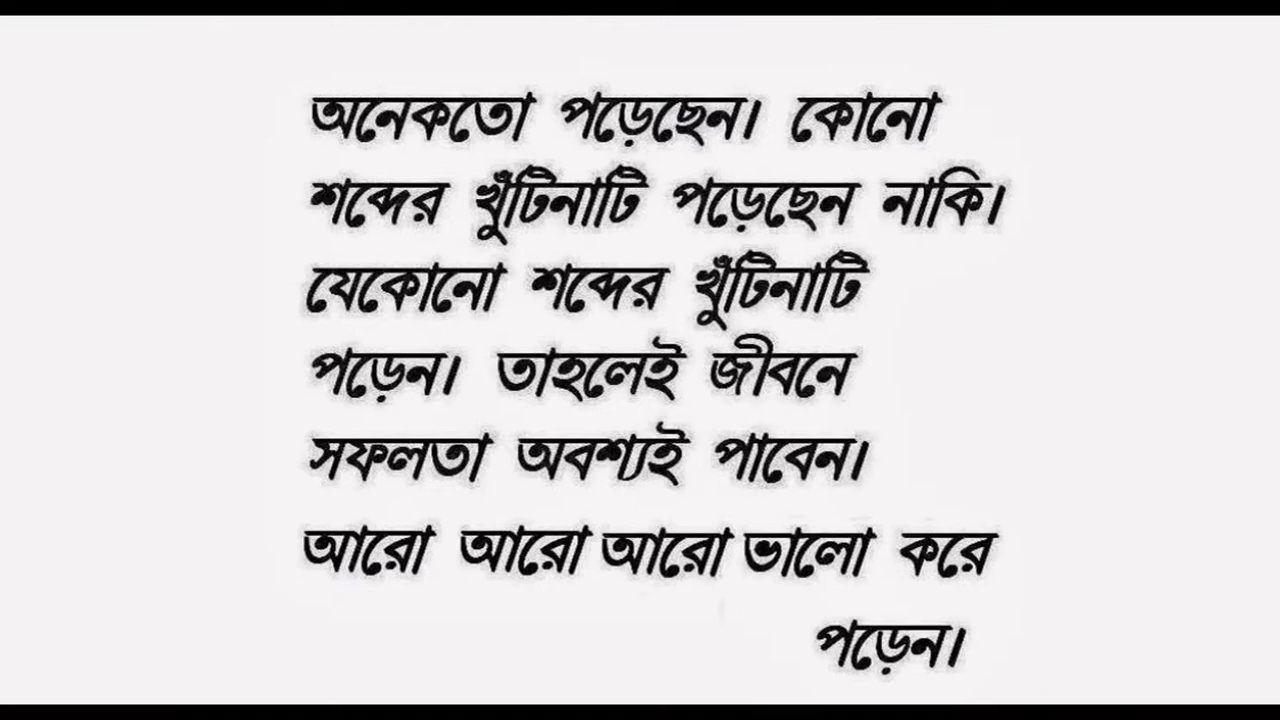 অনেকতো পড়েছেন। কোনো
শব্দের খুঁটিনাটি পড়েছেন নাকি।
যেকোনো শব্দের খুঁটিনাটি
পড়েন। তাহলেই জীবনে
সফলতা অবশ্যই পাবেন।
আরো আরো আরো ভালো করে
পড়েন।